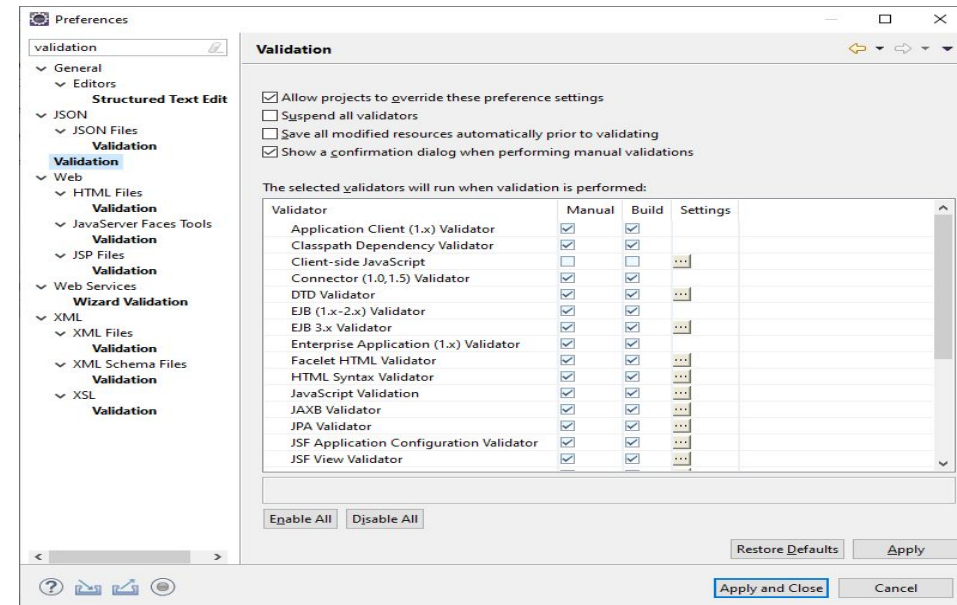 Preferences
validation
General
Editors
Structured Text Edit
JSON
JSON Files
Validation
Validation
Web
HTML Files
Validation
JavaServer Faces Tools
Validation
JSP Files
Validation
Web Services
Wizard Validation
XML
XML Files
Validation
XML Schema Files
Validation
XSL
Validation
Validation
Allow projects to override these preference settings
Suspend all validators
Save all modified resources automatically prior to validating
Show a confirmation dialog when performing manual validations
The selected validators will run when validation is performed:
Validator Manual Build Settings
Application Client (1.x) Validator
Classpath Dependency Validator
Client-side JavaScript ...
Connector (1.0,1.5) Validator
DTD Validator ...
EJB (1.x-2.x) Validator
EJB 3.x Validator ...
Enterprise Application (1.x) Validator
Facelet HTML Validator ...
HTML Syntax Validator ...
JavaScript Validation ...
JAXB Validator ...
JPA Validator ...
JSF Application Configuration Validator ...
JSF View Validator ...
Enable All Disable All
Restore Defaults Apply
Apply and Close Cancel